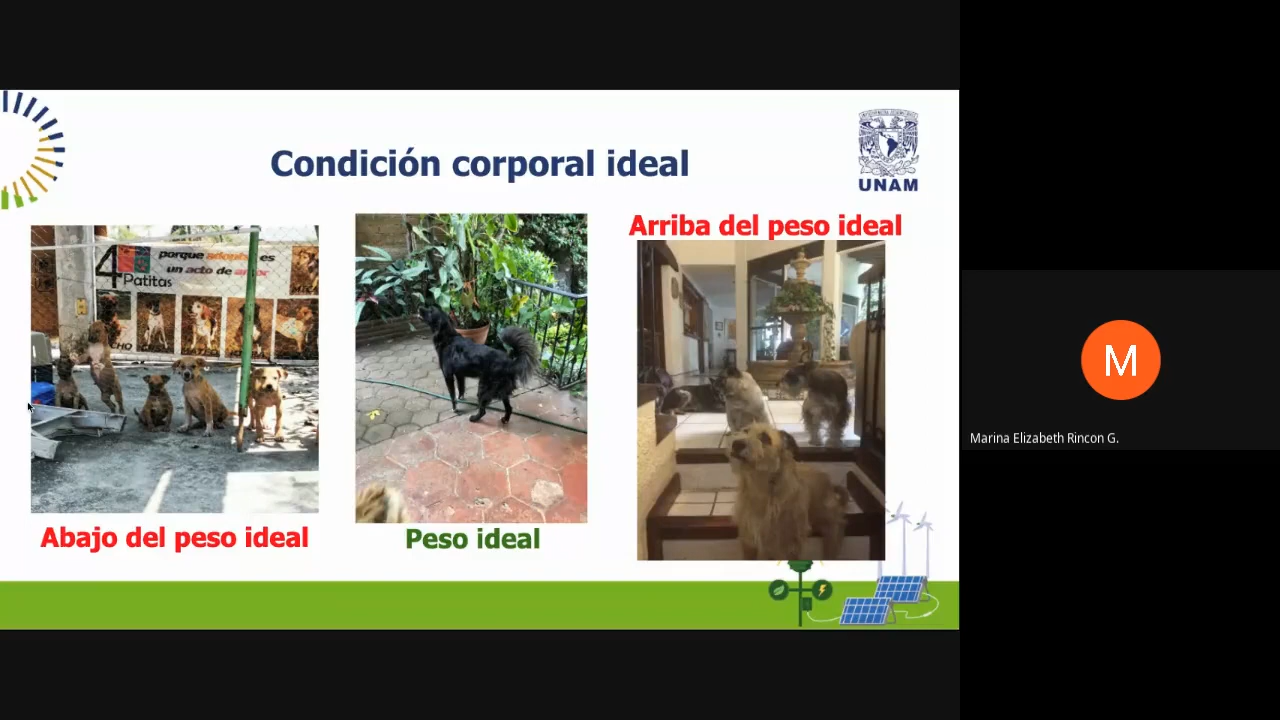 Condición corporal ideal
UNAM
Arriba del peso ideal
4 Patitas
porque adoptar es
un acto de amor
Abajo del peso ideal
Peso ideal
M
Marina Elizabeth Rincon G.